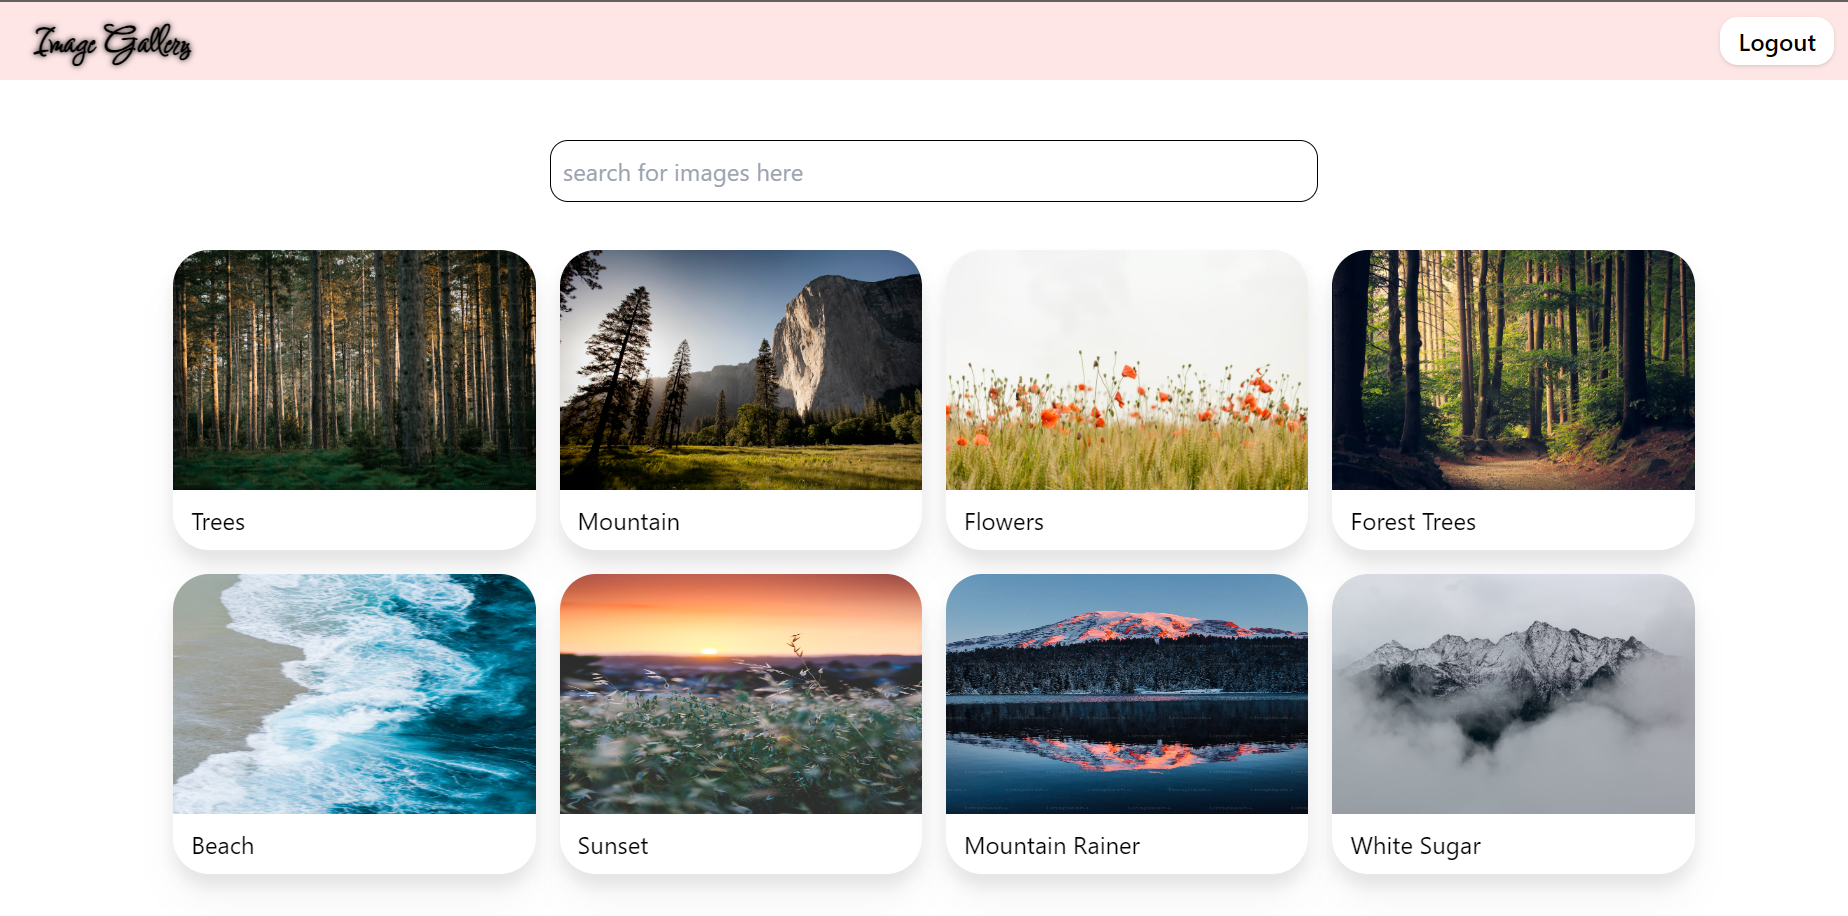 Image Gallery
Logout
search for images here
Trees
Mountain
Flowers
Forest Trees
Beach
Sunset
Mountain Rainer
White Sugar